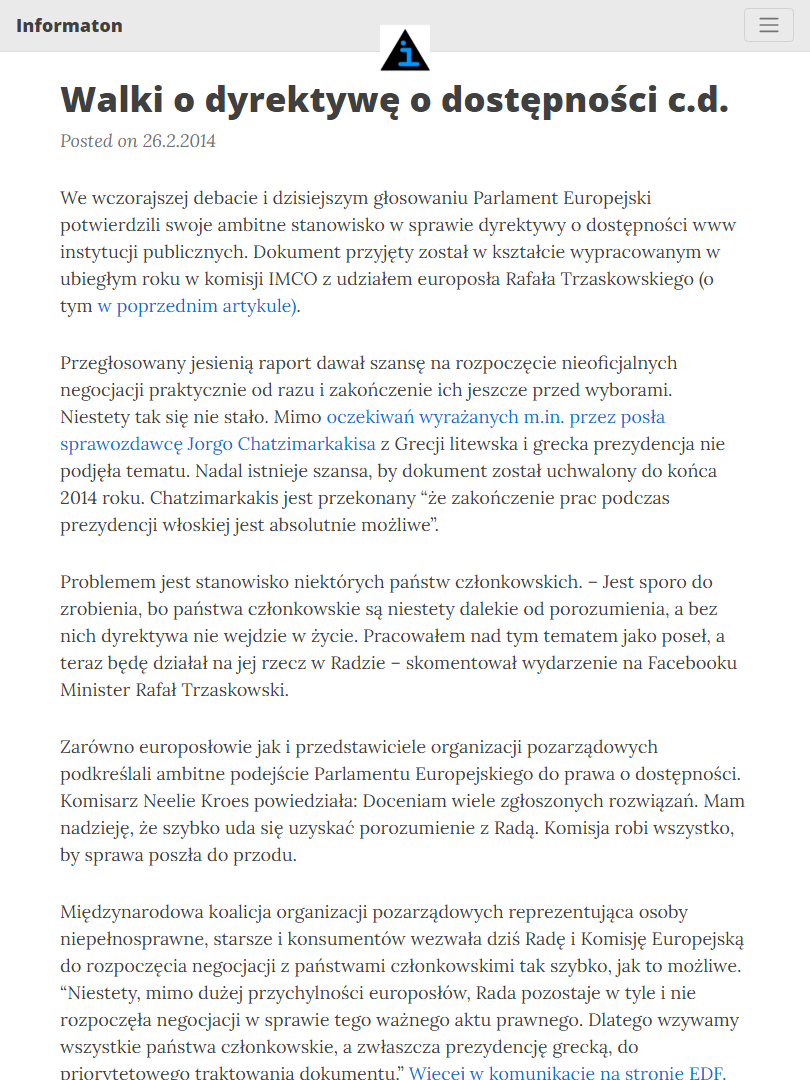 Informaton
i
Walki o dyrektywę o dostępności c.d.
Posted on 26.2.2014
We wczorajszej debacie i dzisiejszym głosowaniu Parlament Europejski
potwierdzili swoje ambitne stanowisko w sprawie dyrektywy o dostępności www
instytucji publicznych. Dokument przyjęty został w kształcie wypracowanym w
ubiegłym roku w komisji IMCO z udziałem europosła Rafała Trzaskowskiego (o
tym w poprzednim artykule).
Przegłosowany jesienią raport dawał szansę na rozpoczęcie nieoficjalnych
negocjacji praktycznie od razu i zakończenie ich jeszcze przed wyborami.
Niestety tak się nie stało. Mimo oczekiwań wyrażanych m.in. przez posła
sprawozdawcę Jorgo Chatzimarkakisa z Grecji litewska i grecka prezydencja nie
podjęła tematu. Nadal istnieje szansa, by dokument został uchwalony do końca
2014 roku. Chatzimarkakis jest przekonany “że zakończenie prac podczas
prezydencji włoskiej jest absolutnie możliwe”.
Problemem jest stanowisko niektórych państw członkowskich. – Jest sporo do
zrobienia, bo państwa członkowskie są niestety dalekie od porozumienia, a bez
nich dyrektywa nie wejdzie w życie. Pracowałem nad tym tematem jako poseł, a
teraz będę działał na jej rzecz w Radzie – skomentował wydarzenie na Facebooku
Minister Rafał Trzaskowski.
Zarówno europosłowie jak i przedstawiciele organizacji pozarządowych
podkreślali ambitne podejście Parlamentu Europejskiego do prawa o dostępności.
Komisarz Neelie Kroes powiedziała: Doceniam wiele zgłoszonych rozwiązań. Mam
nadzieję, że szybko uda się uzyskać porozumienie z Radą. Komisja robi wszystko,
by sprawa poszła do przodu.
Międzynarodowa koalicja organizacji pozarządowych reprezentująca osoby
niepełnosprawne, starsze i konsumentów wezwała dziś Radę i Komisję Europejską
do rozpoczęcia negocjacji z państwami członkowskimi tak szybko, jak to możliwe.
“Niestety, mimo dużej przychylności europosłów, Rada pozostaje w tyle i nie
rozpoczęła negocjacji w sprawie tego ważnego aktu prawnego. Dlatego wzywamy
wszystkie państwa członkowskie, a zwłaszcza prezydencję grecką, do
priorytetowego traktowania dokumentu.” Więcej w komunikacie na stronie EDF.